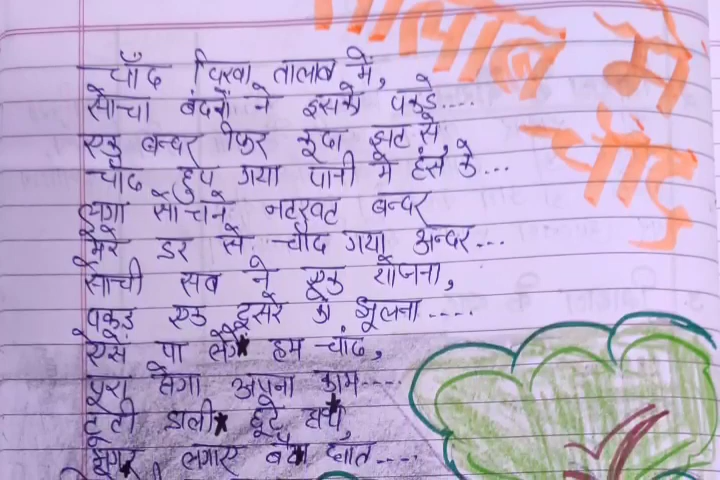 तालाब में
चाँद
चाँद दिखा तालाब में,
सोचा बंदरों ने इसको पकड़े....
एक बन्दर फिर कूदा झट से,
चाँद छुप गया पानी में हंस के...
लगा सोचने नटखट बन्दर
मेरे डर से चाँद गया अन्दर...
सोची सब ने एक योजना,
पकड़ एक दूसरे को झूलना....
ऐसे पा लेंगे हम चांद,
पूरा होगा अपना काम....
टूटी डाली छूटे हाथ,
मगर लगाए बैठा घात....